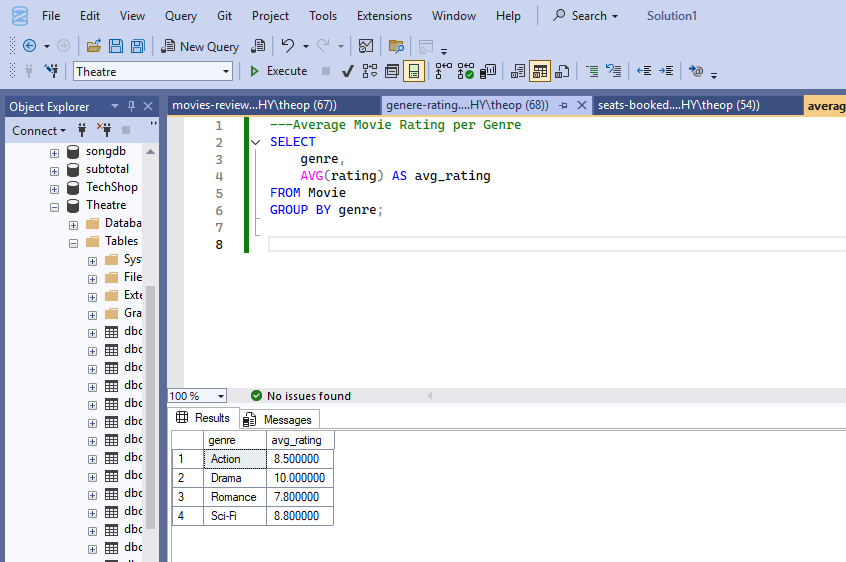 File Edit View Query Git Project Tools Extensions Window Help Search Solution1
New Query
Theatre Execute
Object Explorer
Connect
songdb
subtotal
TechShop
Theatre
Databa
Tables
Sys
File
Exte
Gra
dbo
dbo
dbo
dbo
dbo
dbo
dbo
dbo
dbo
dbo
dbo
dbo
dbo
movies-review...HY\theop (67)) genere-rating....HY\theop (68)) seats-booked....HY\theop (54)) averag
1 ---Average Movie Rating per Genre
2 SELECT
3 genre,
4 AVG(rating) AS avg_rating
5 FROM Movie
6 GROUP BY genre;
7
8
100 % No issues found
Results Messages
genre avg_rating
1 Action 8.500000
2 Drama 10.000000
3 Romance 7.800000
4 Sci-Fi 8.800000